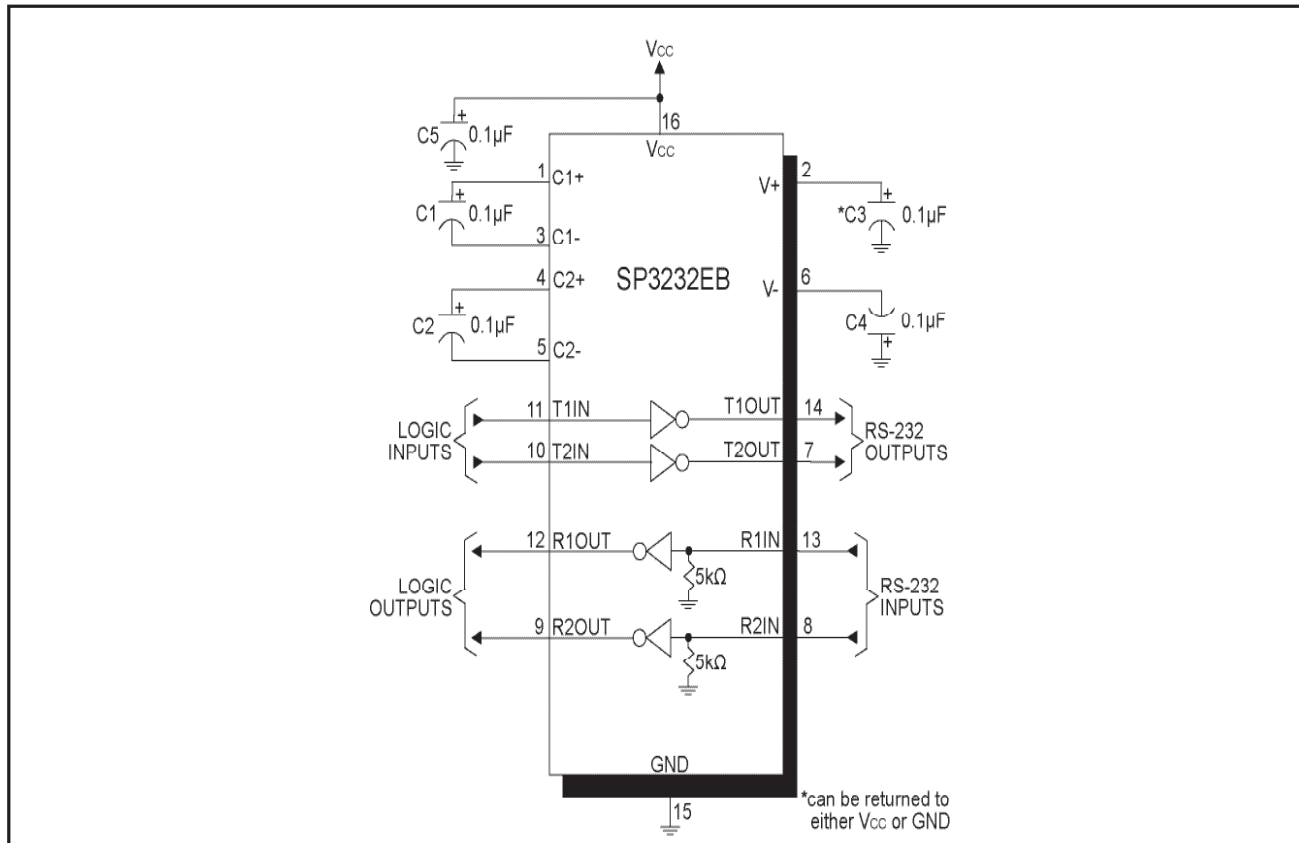 Vcc
16
Vcc
+
C5 0.1µF
1 C1+
+
C1 0.1µF
3 C1-
4 C2+
+
C2 0.1µF
5 C2-
SP3232EB
V+ 2
+
*C3 0.1µF
V- 6
C4 0.1µF
+
LOGIC
INPUTS
11 T1IN T1OUT 14
10 T2IN T2OUT 7
RS-232
OUTPUTS
LOGIC
OUTPUTS
12 R1OUT R1IN 13
5kΩ
9 R2OUT R2IN 8
5kΩ
RS-232
INPUTS
GND
15
*can be returned to
either Vcc or GND